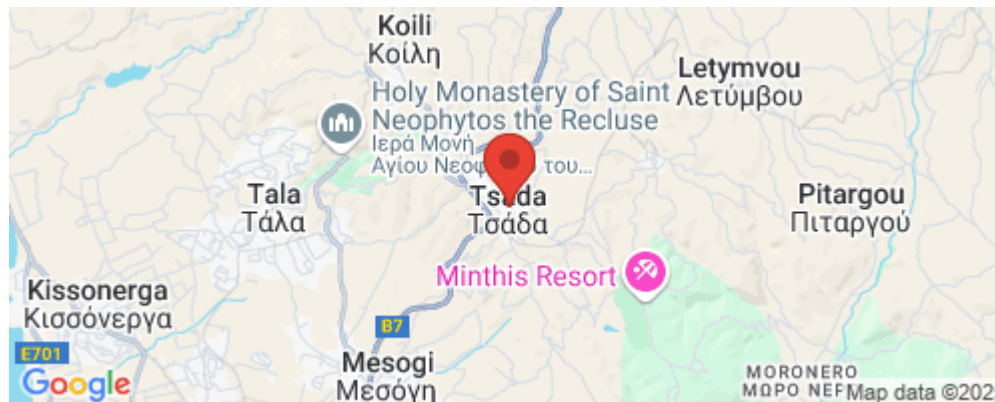 Koili
Κοίλη
Letymvou
Λετύμβου
Holy Monastery of Saint
Neophytos the Recluse
Ιερά Μονή
Αγίου Νεοφ του...
Tala
Τάλα
Tsada
Τσάδα
Pitargou
Πιταργού
Minthis Resort
Kissonerga
Κισσόνεργα
B7
E701
Mesogi
Μεσόγη
MORONERO
ΜΩΡΟ ΝΕΡ
Google
Map data ©202